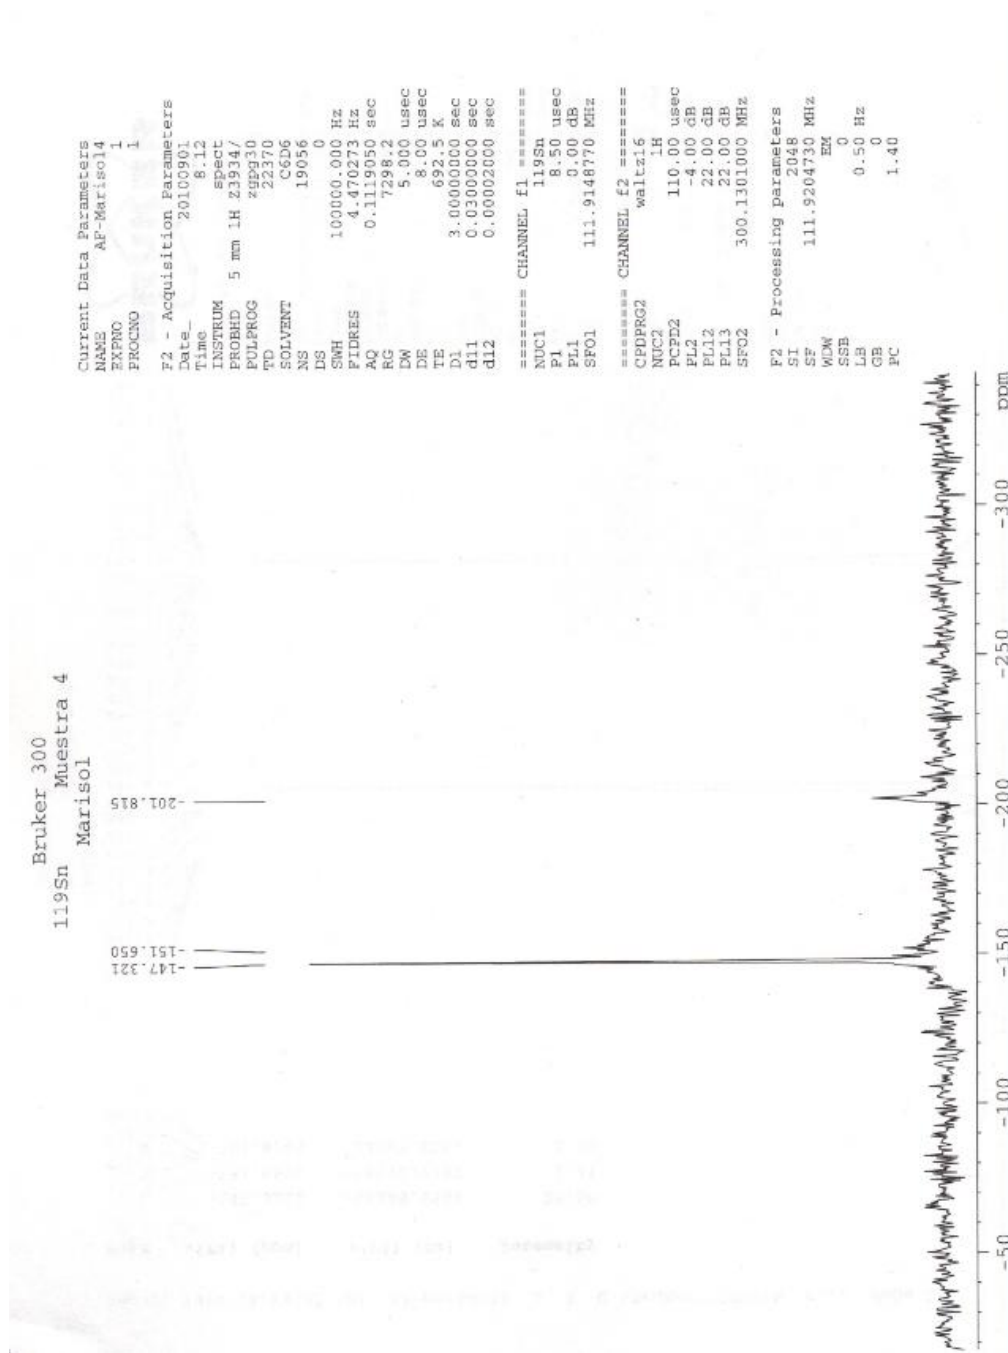 Bruker 300
119Sn Muestra 4
Marisol
-147.321
-151.650
-201.815
Current Data Parameters
NAME AF-Marisol4
EXPNO 1
PROCNO 1
F2 - Acquisition Parameters
Date_ 20100901
Time 8.12
INSTRUM spect
PROBHD 5 mm 1H Z3934/
PULPROG zgpg30
TD 22370
SOLVENT C6D6
NS 19056
DS 0
SWH 100000.000 Hz
FIDRES 4.470273 Hz
AQ 0.1119050 sec
RG 7298.2
DW 5.000 usec
DE 8.00 usec
TE 692.5 K
D1 3.00000000 sec
d11 0.03000000 sec
d12 0.00002000 sec
======== CHANNEL f1 ========
NUC1 119Sn
P1 8.50 usec
PL1 0.00 dB
SFO1 111.9148770 MHz
======== CHANNEL f2 ========
CPDPRG2 waltz16
NUC2 1H
PCPD2 110.00 usec
PL2 -4.00 dB
PL12 22.00 dB
PL13 22.00 dB
SFO2 300.1301000 MHz
F2 - Processing parameters
SI 2048
SF 111.9204730 MHz
WDW EM
SSB 0
LB 0.50 Hz
GB 0
PC 1.40
-50 -100 -150 -200 -250 -300 ppm